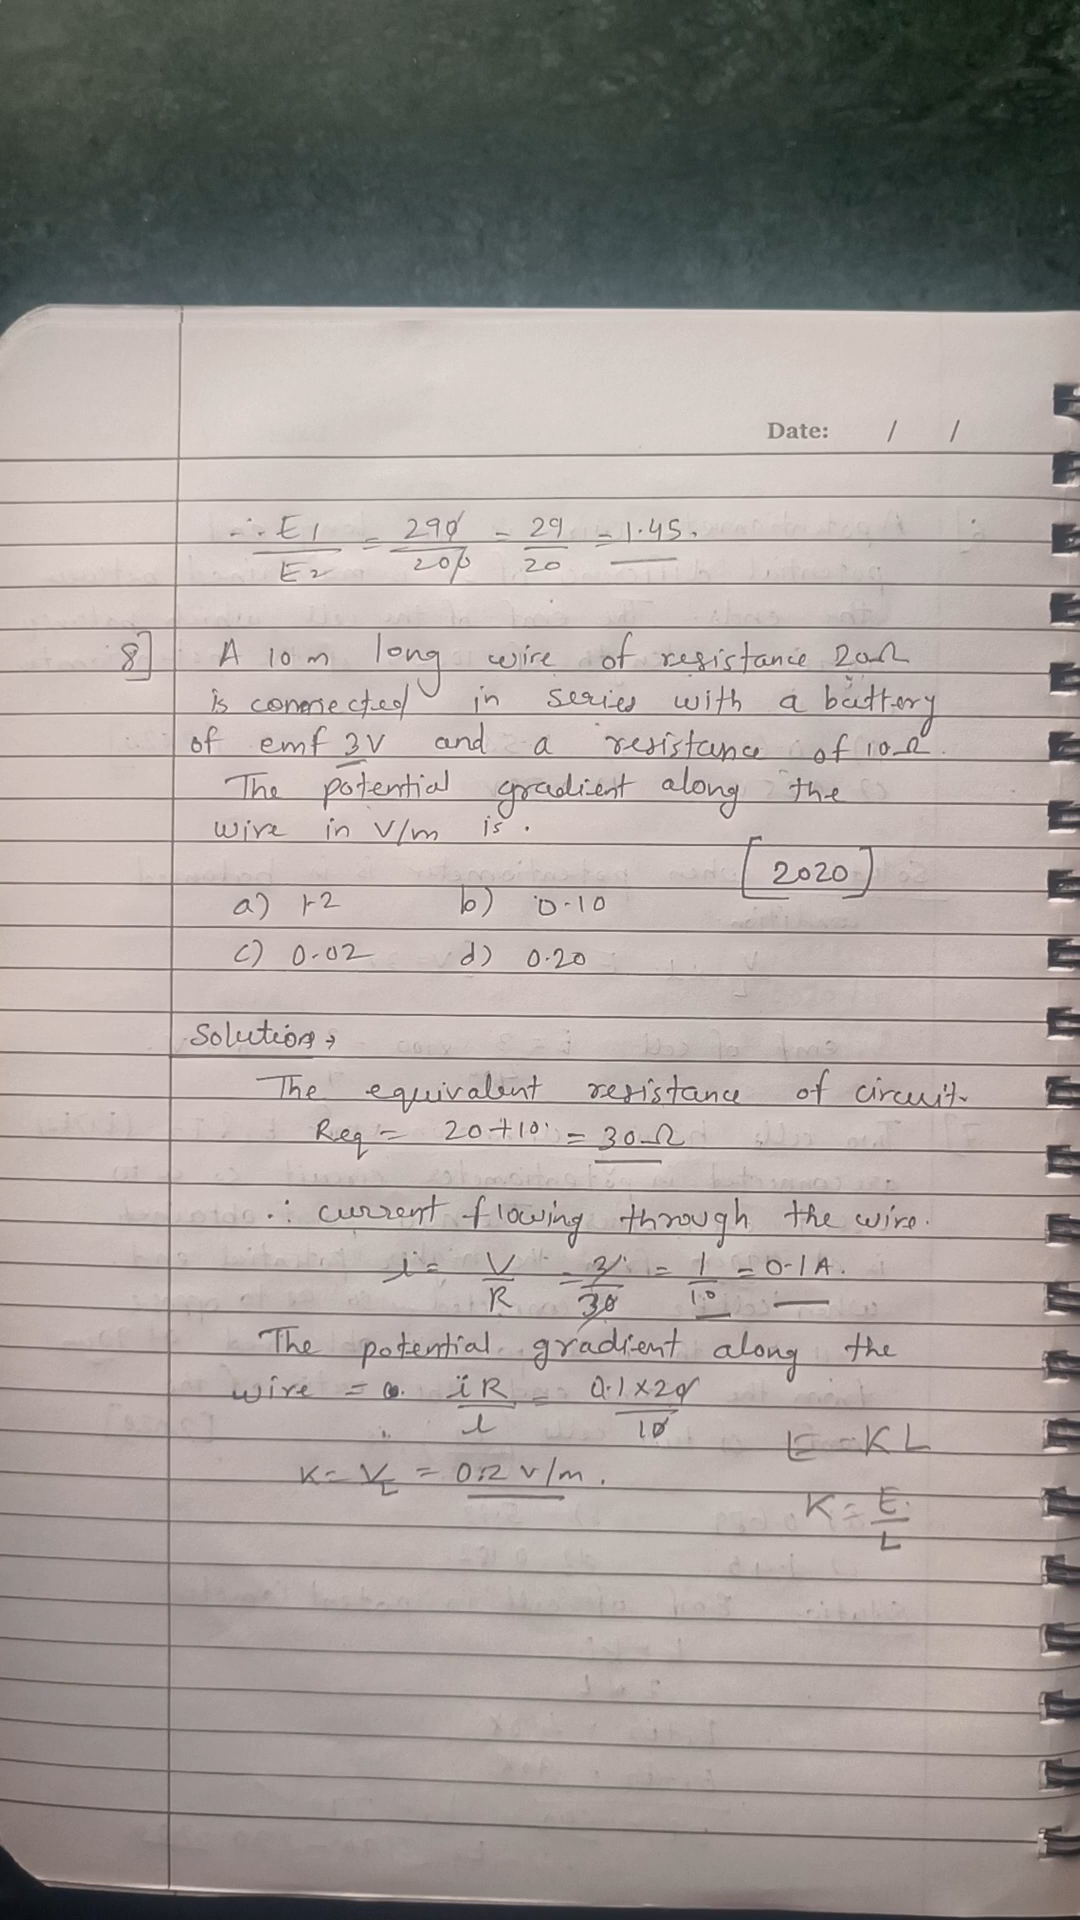 Date: / /
∴ E1/E2 = 290/200 = 29/20 = 1.45.
8] A 10 m long wire of resistance 20Ω
is connected in series with a battery
of emf 3V and a resistance of 10Ω.
The potential gradient along the
wire in V/m is.
[2020]
a) 1.2 b) 0.10
c) 0.02 d) 0.20
Solution→
The equivalent resistance of circuit.
Req = 20+10 = 30Ω
∴ current flowing through the wire.
i = V/R = 3/30 = 1/10 = 0.1A.
The potential gradient along the
wire = iR/l = 0.1×20/10
E = KL
K = V/L = 0.2 v/m.
K = E/L